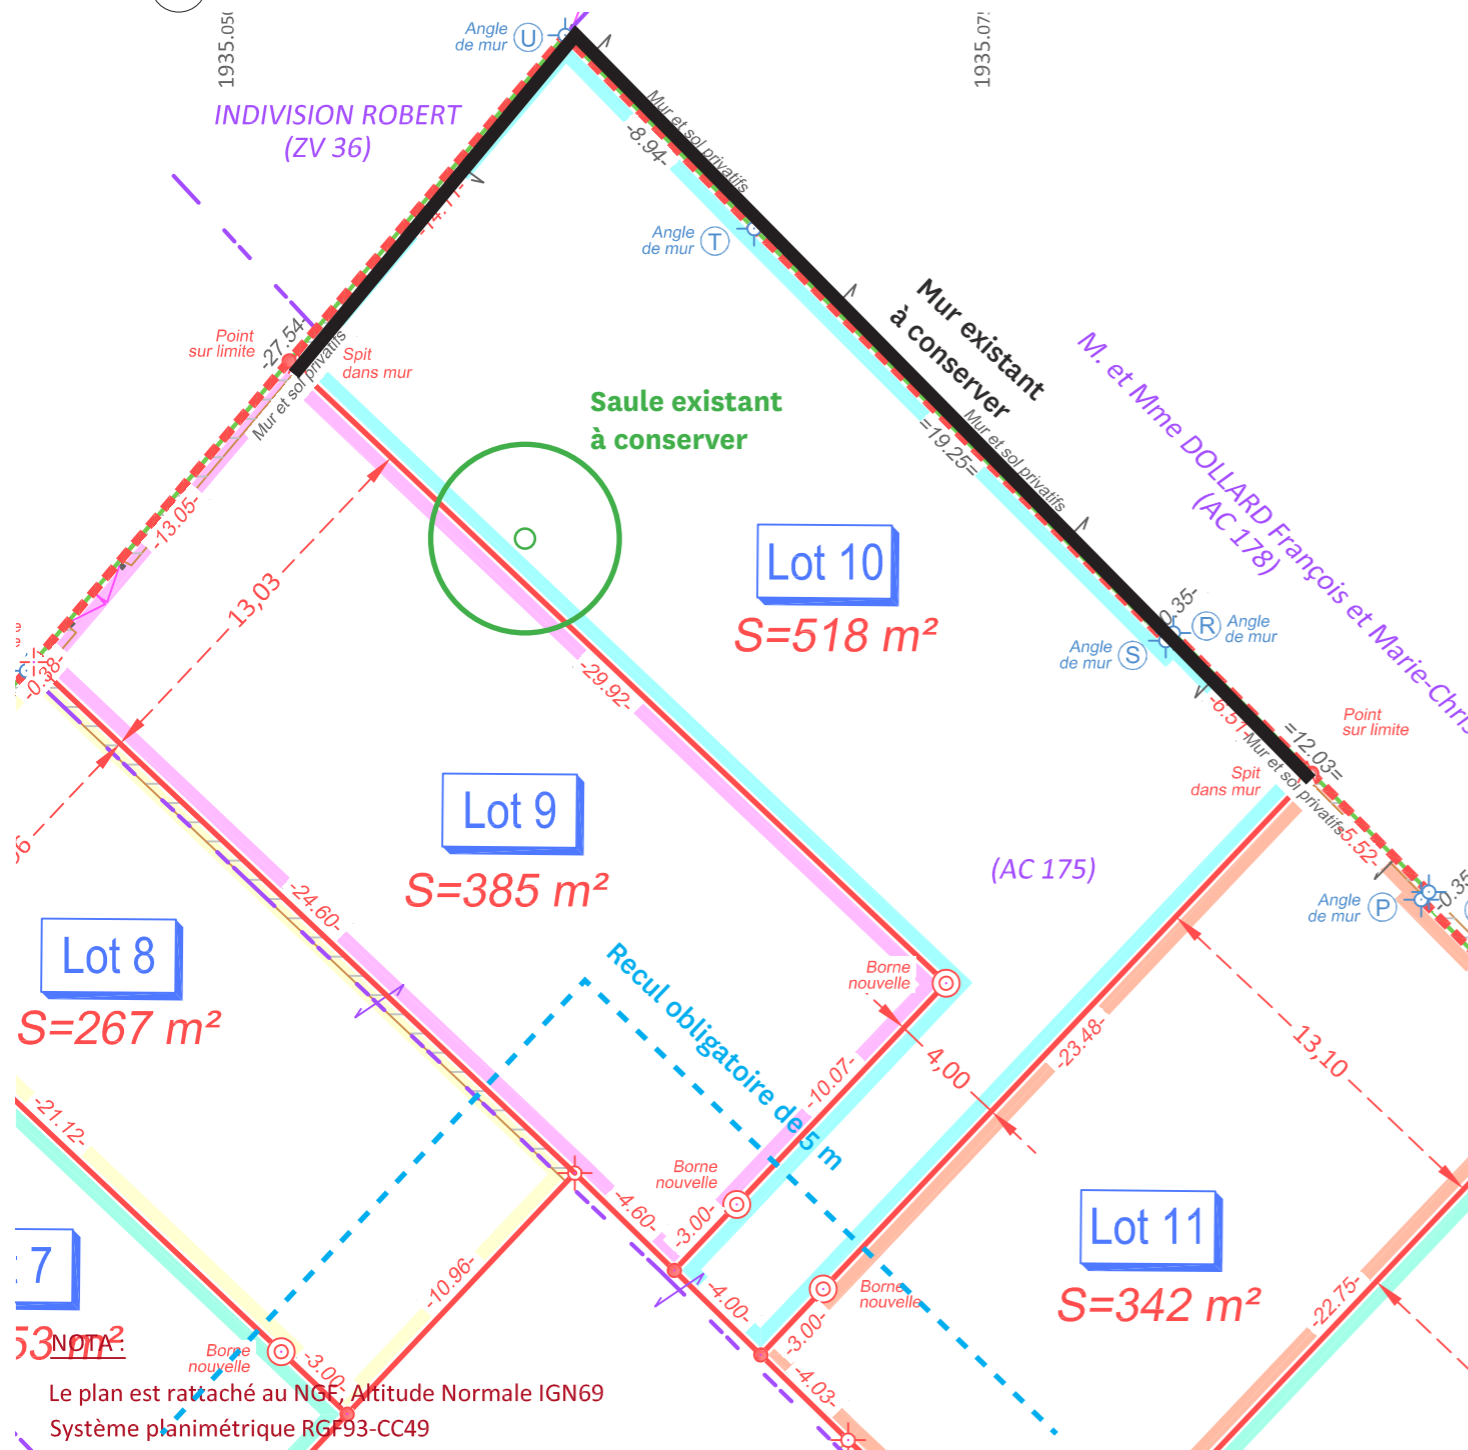 1935.05
1935.07
Angle
de mur U
INDIVISION ROBERT
(ZV 36)
Mur et sol privatifs
-8.94-
Angle
de mur T
-27.54-
Point
sur limite
Spit
dans mur
Mur et sol privatifs
Mur existant
à conserver
M. et Mme DOLLARD François et Marie-Chris
(AC 178)
Saule existant
à conserver
=19.25=
Mur et sol privatifs
-13.05-
13,03
Lot 10
S=518 m²
0.35-
R Angle
de mur
Angle
de mur S
-0.38-
-29.92-
-6.51-
=12.03=
Point
sur limite
Mur et sol privatifs
Spit
dans mur
-5.52-
Lot 9
S=385 m²
(AC 175)
-0.35
Angle
de mur P
-24.60-
Lot 8
S=267 m²
Recul obligatoire de 5 m
Borne
nouvelle
4,00
-10.07-
-23.48-
13,10
-21.12-
Borne
nouvelle
-4.60-
-3.00-
Lot 11
S=342 m²
7
53 m²
-10.96-
-4.00-
Borne
nouvelle
-3.00-
-22.75-
Borne
nouvelle
-3.00-
-4.03-
NOTA :
Le plan est rattaché au NGF, Altitude Normale IGN69
Système planimétrique RGF93-CC49